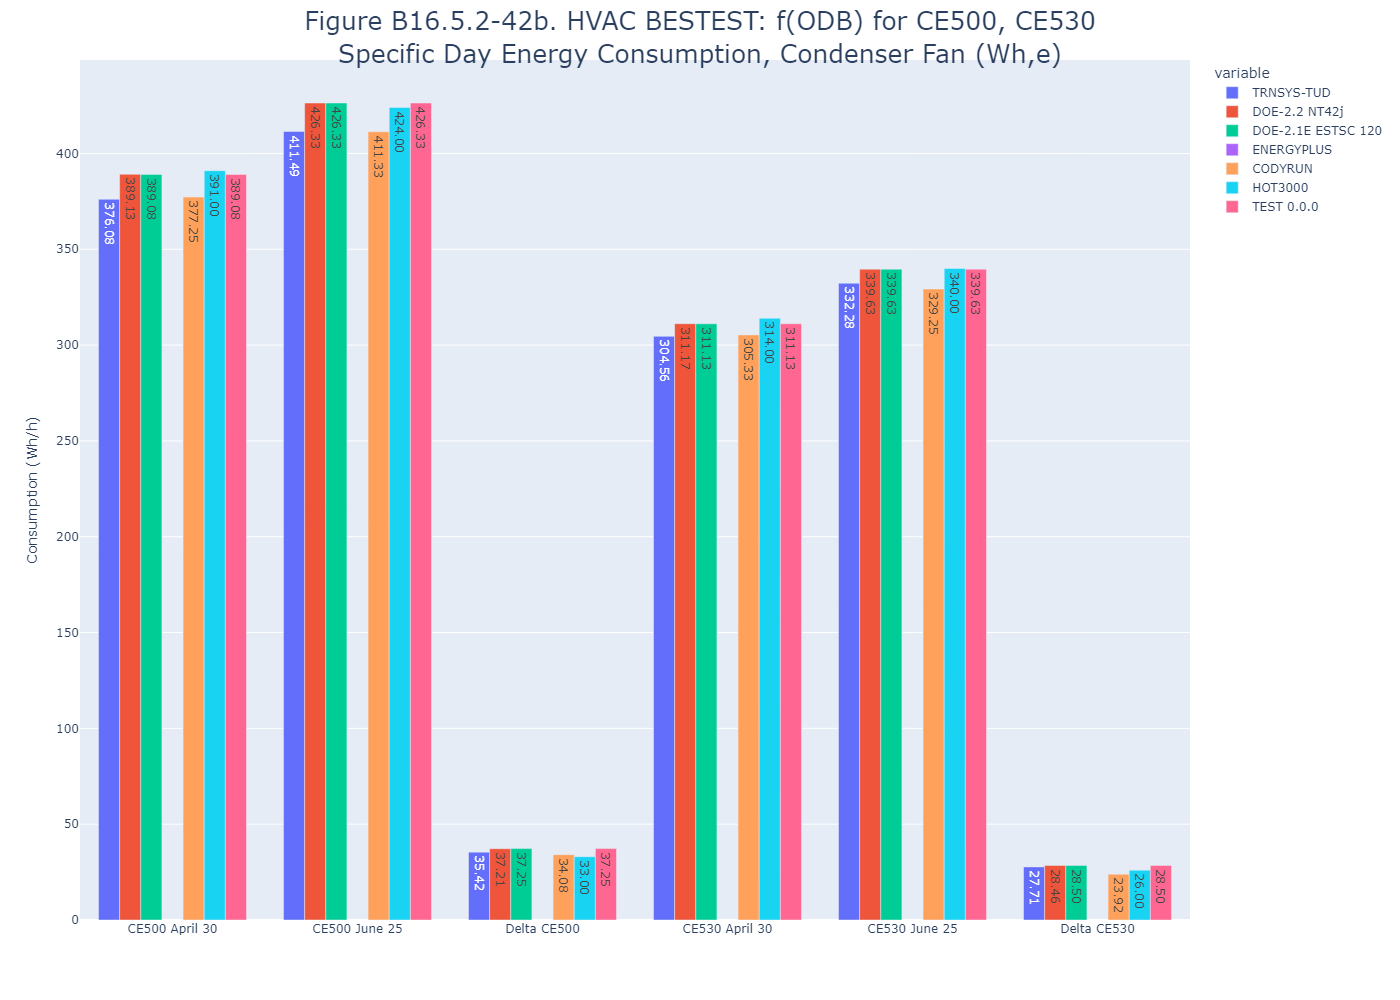 Figure B16.5.2-42b. HVAC BESTEST: f(ODB) for CE500, CE530
Specific Day Energy Consumption, Condenser Fan (Wh,e)
variable
TRNSYS-TUD
DOE-2.2 NT42j
DOE-2.1E ESTSC 120
ENERGYPLUS
CODYRUN
HOT3000
TEST 0.0.0
Consumption (Wh/h)
400
350
300
250
200
150
100
50
0
376.08
389.13
389.08
377.25
391.00
389.08
411.49
426.33
426.33
411.33
424.00
426.33
35.42
37.21
37.25
34.08
33.00
37.25
304.56
311.17
311.13
305.33
314.00
311.13
332.28
339.63
339.63
329.25
340.00
339.63
27.71
28.46
28.50
23.92
26.00
28.50
CE500 April 30
CE500 June 25
Delta CE500
CE530 April 30
CE530 June 25
Delta CE530